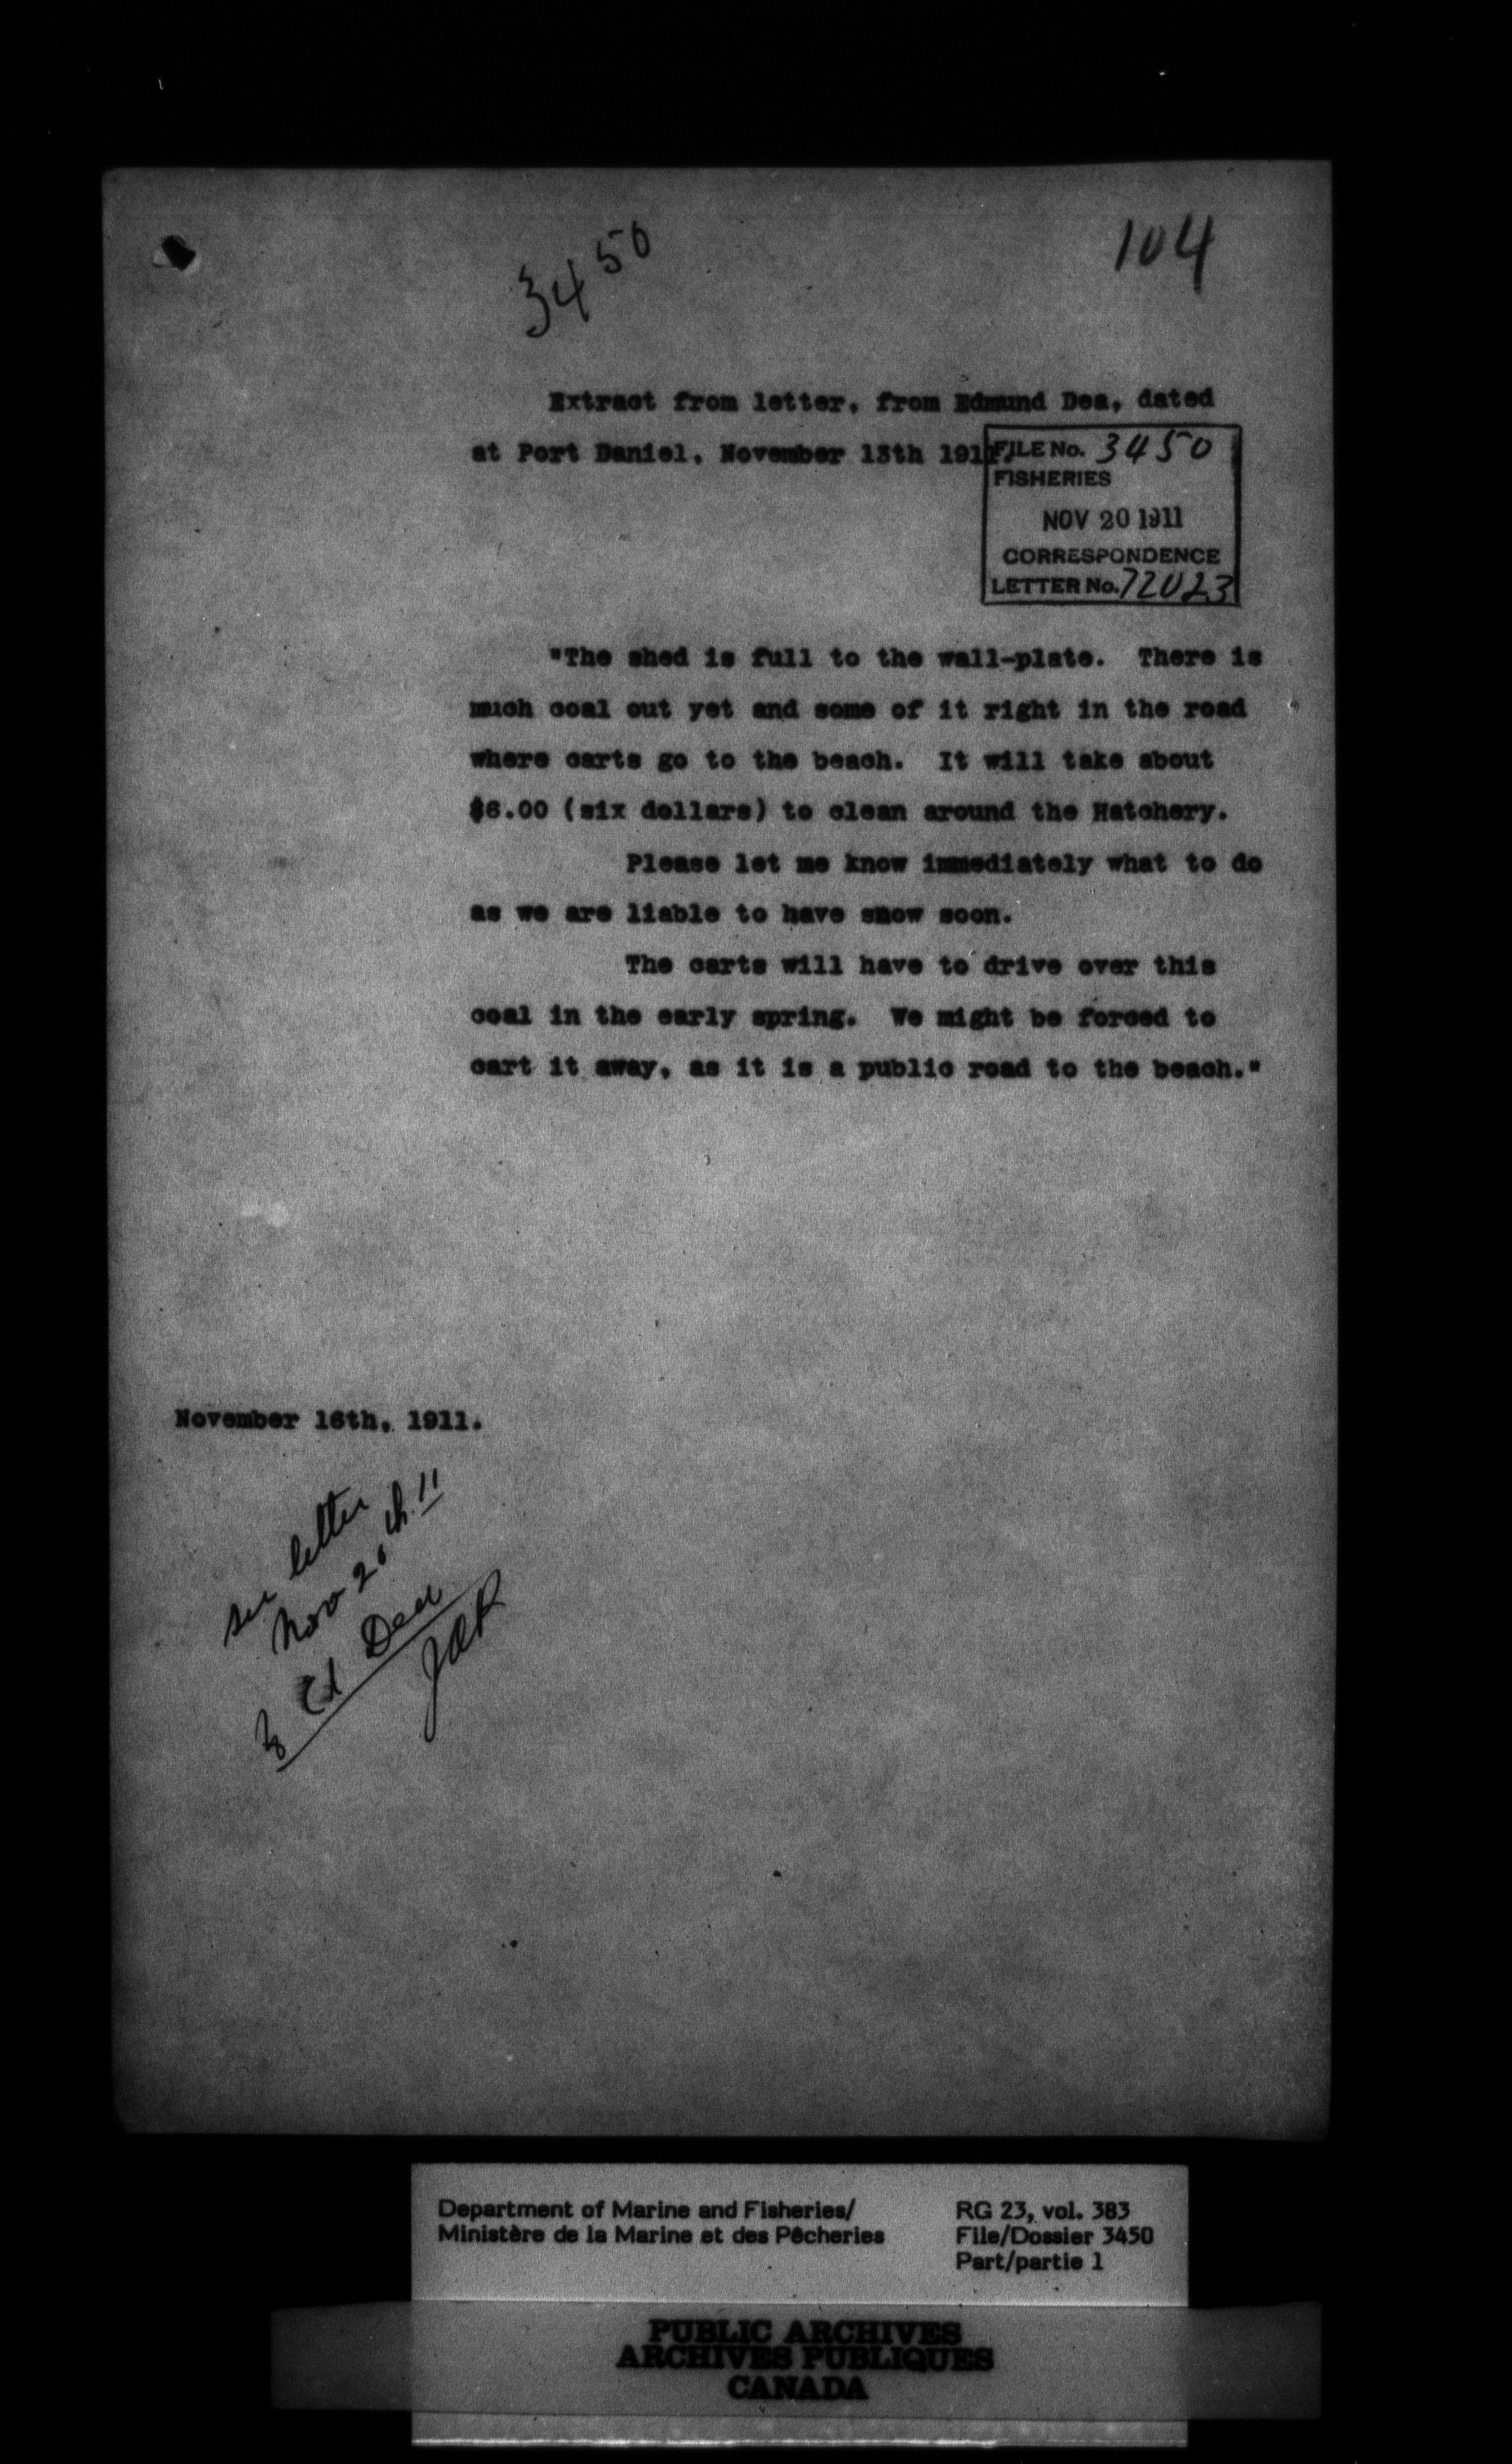 3450
104
Extract from letter, from Edmund Dea, dated
at Port Daniel, November 13th 1911.
FILE No. 3450
FISHERIES
NOV 20 1911
CORRESPONDENCE
LETTER No. 72023
"The shed is full to the wall-plate. There is
much coal out yet and some of it right in the road
where carts go to the beach. It will take about
$6.00 (six dollars) to clean around the Hatchery.
Please let me know immediately what to do
as we are liable to have snow soon.
The carts will have to drive over this
coal in the early spring. We might be forced to
cart it away, as it is a public road to the beach."
November 16th, 1911.
see letter
Nov 20th 11
to Ed Dea
Department of Marine and Fisheries/
Ministère de la Marine et des Pêcheries
RG 23, vol. 383
File/Dossier 3450
Part/partie 1
PUBLIC ARCHIVES
ARCHIVES PUBLIQUES
CANADA